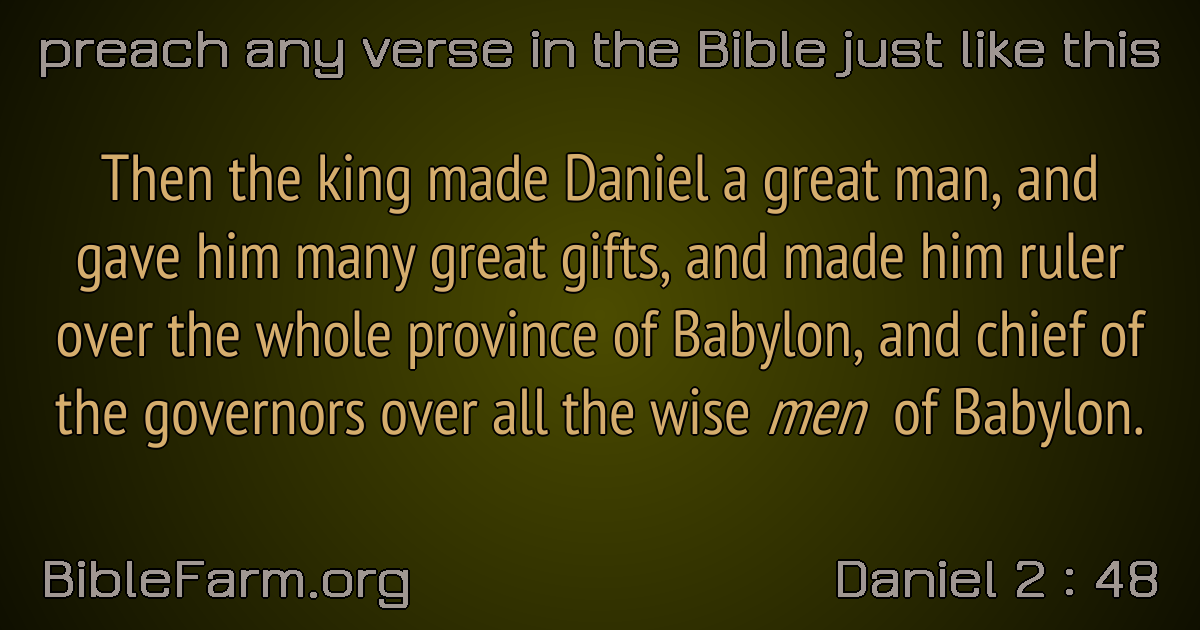 preach any verse in the Bible just like this
Then the king made Daniel a great man, and
gave him many great gifts, and made him ruler
over the whole province of Babylon, and chief of
the governors over all the wise men of Babylon.
BibleFarm.org
Daniel 2 : 48